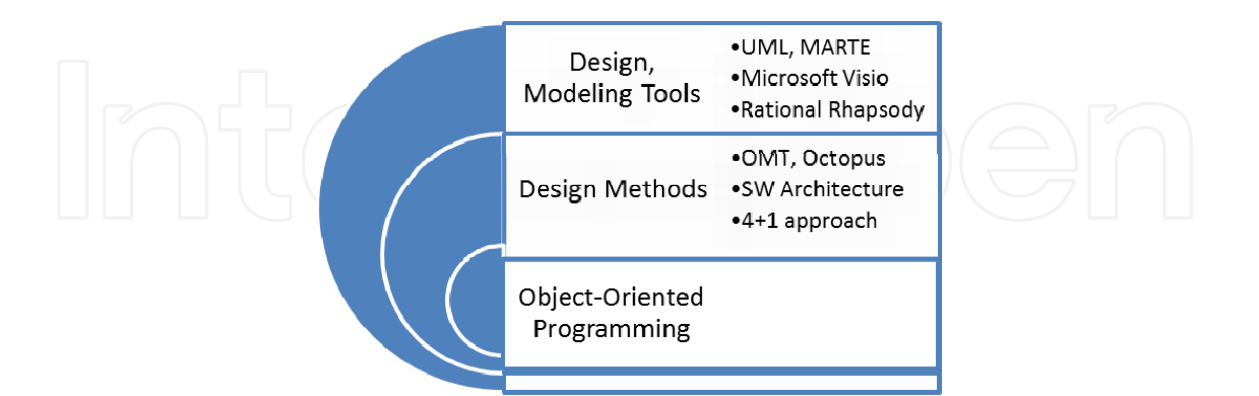 Design,
Modeling Tools
•UML, MARTE
•Microsoft Visio
•Rational Rhapsody
Design Methods
•OMT, Octopus
•SW Architecture
•4+1 approach
Object-Oriented
Programming